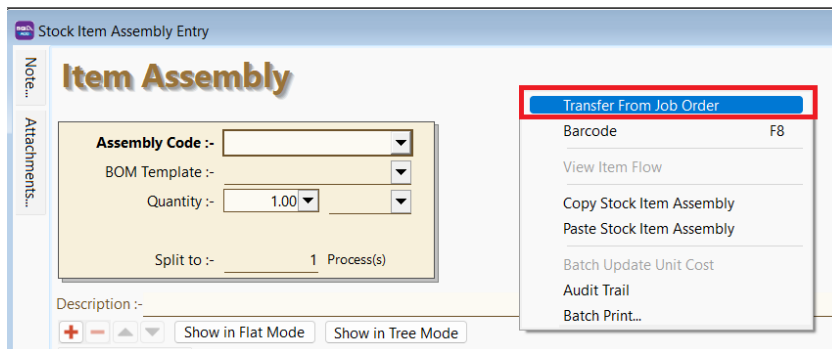 Stock Item Assembly Entry
Note...
Attachments...
Item Assembly
Assembly Code :-
BOM Template :-
Quantity :- 1.00
Split to :- 1 Process(s)
Description :-
Show in Flat Mode Show in Tree Mode
Transfer From Job Order
Barcode F8
View Item Flow
Copy Stock Item Assembly
Paste Stock Item Assembly
Batch Update Unit Cost
Audit Trail
Batch Print...